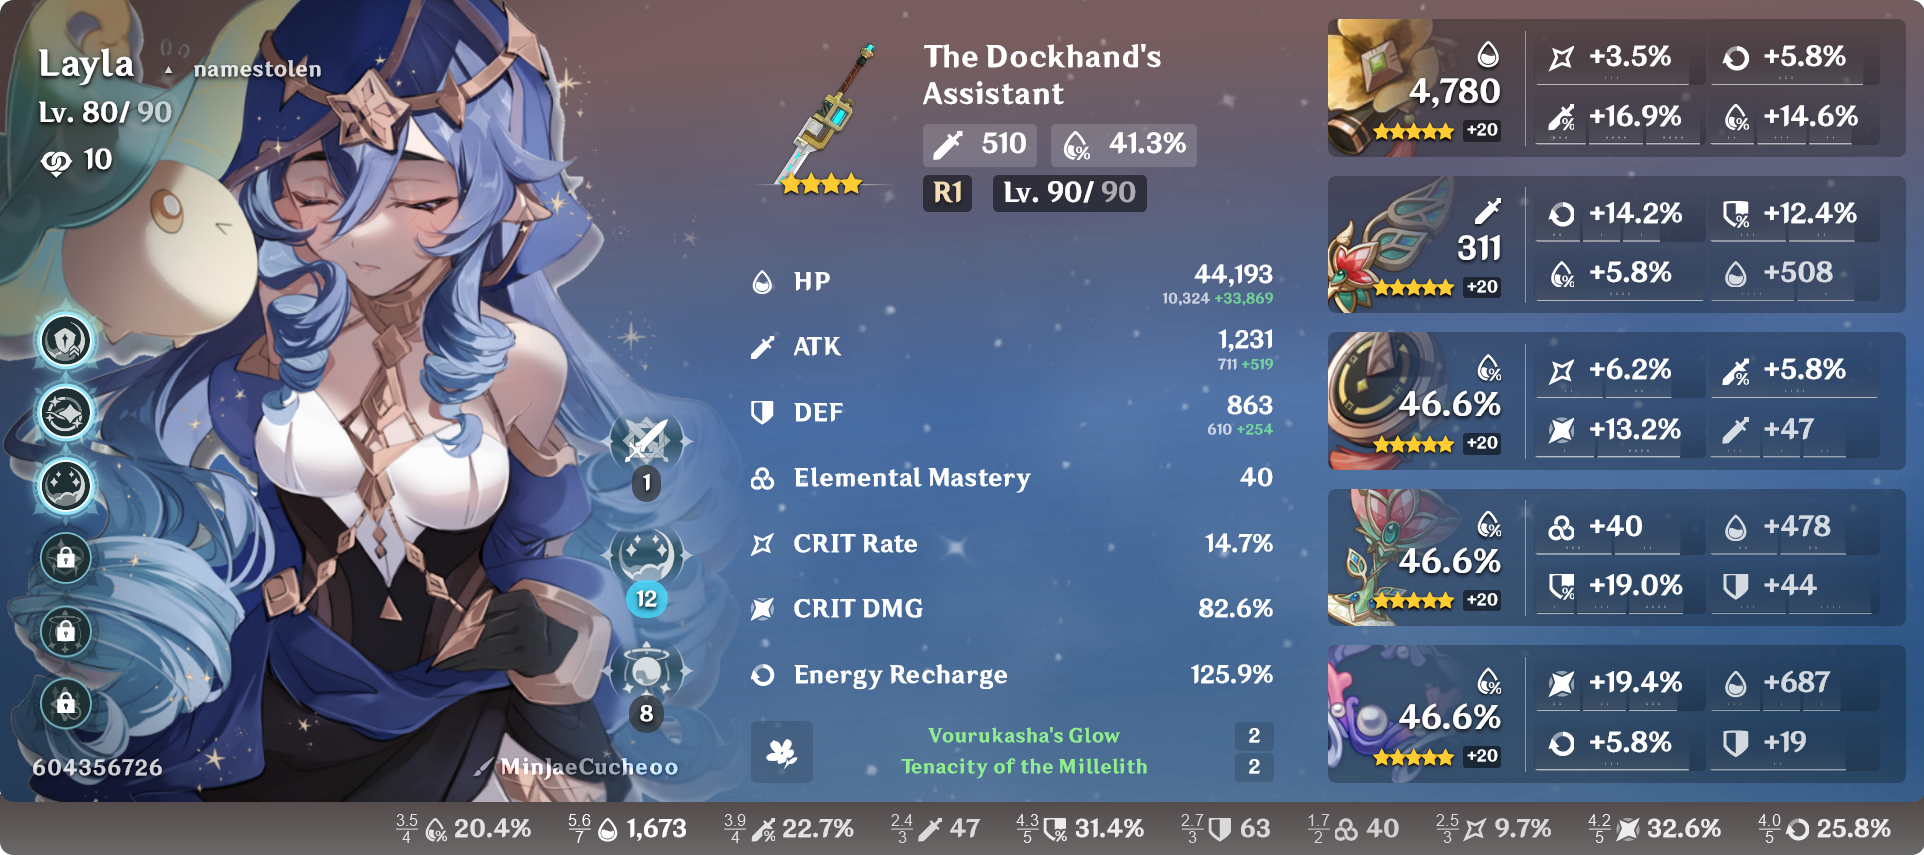 Layla ▲ namestolen
Lv. 80/ 90
10
604356726
MinJaeCucheoo
1
12
8
The Dockhand's
Assistant
510 41.3%
R1 Lv. 90/ 90
HP 44,193
10,324 +33,869
ATK 1,231
711 +519
DEF 863
610 +254
Elemental Mastery 40
CRIT Rate 14.7%
CRIT DMG 82.6%
Energy Recharge 125.9%
Vourukasha's Glow 2
Tenacity of the Millelith 2
4,780
+20
+3.5% +5.8%
+16.9% +14.6%
311
+20
+14.2% +12.4%
+5.8% +508
46.6%
+20
+6.2% +5.8%
+13.2% +47
46.6%
+20
+40 +478
+19.0% +44
46.6%
+20
+19.4% +687
+5.8% +19
3.5/4 % 20.4% 5.6/7 1,673 3.9/4 % 22.7% 2.4/3 47 4.3/5 % 31.4% 2.7/3 63 1.7/2 40 2.5/3 9.7% 4.2/5 32.6% 4.0/5 25.8%